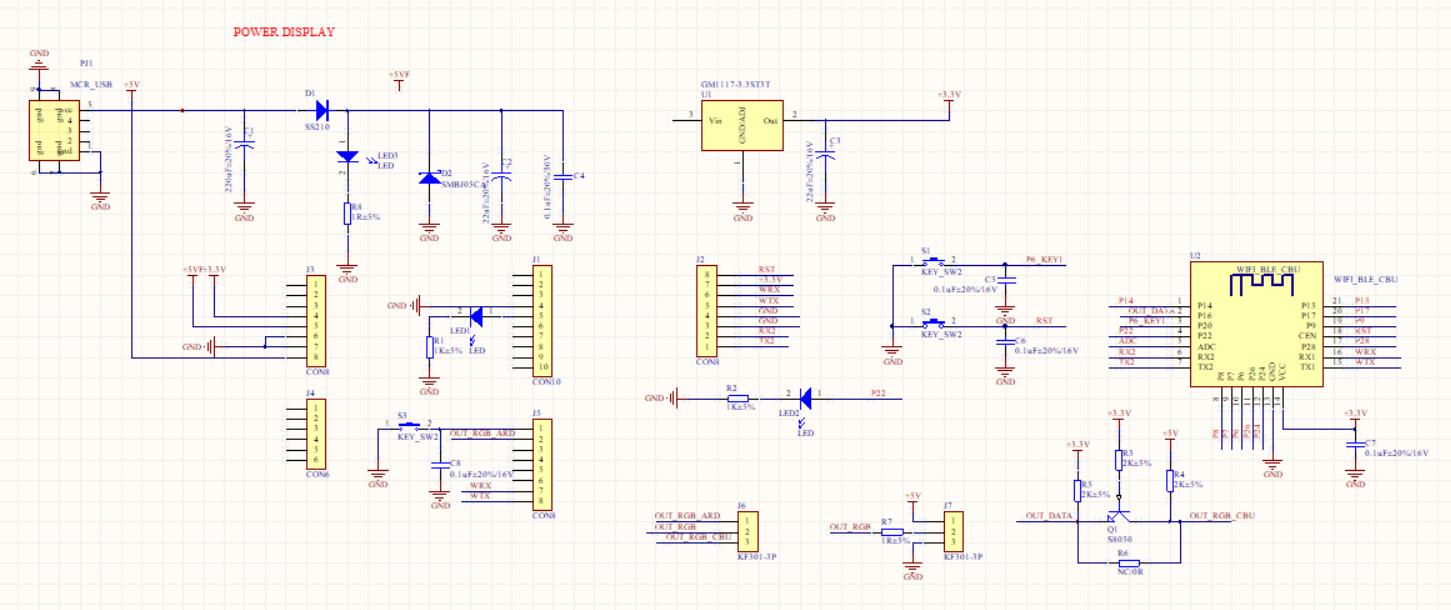 POWER DISPLAY
GND
PJ1
MCR_USB
+5V
+5VF
D1
SS210
5
4
3
2
1
220uF±20%/16V
GND
GND
LED3
LED
1
2
R8
1R±5%
GND
D2
SMBJ05CA
GND
22uF±20%/16V
C2
GND
0.1uF±20%/50V
C4
GND
GM1117-3.3ST3T
U1
3
Vin
GND/ADJ
Out
2
1
GND
+3.3V
C3
22uF±20%/16V
GND
+5VF
+3.3V
J3
1
2
3
4
5
6
7
8
CON8
GND
GND
2
1
LED1
LED
R1
1K±5%
GND
J1
1
2
3
4
5
6
7
8
9
10
CON10
J2
8
7
6
5
4
3
2
1
CON8
RST
+3.3V
WRX
WTX
GND
GND
RX2
TX2
S1
1
2
KEY_SW2
P6_KEY1
C5
0.1uF±20%/16V
GND
S2
1
2
KEY_SW2
RST
C6
0.1uF±20%/16V
GND
GND
U2
WIFI_BLE_CBU
WIFI_BLE_CBU
P14
1
P14
OUT_DATA
2
P16
P6_KEY1
3
P20
P22
4
P22
ADC
5
ADC
RX2
6
RX2
TX2
7
TX2
P15
21
P15
P17
20
P17
P9
19
P9
CEN
18
RST
P28
17
P28
RX1
16
WRX
TX1
15
WTX
P8
P7
P6
P26
P24
GND
VCC
8
9
10
11
12
13
14
P8
P7
P6
P26
P24
GND
+3.3V
C7
0.1uF±20%/16V
GND
J4
1
2
3
4
5
6
CON6
S3
1
2
KEY_SW2
GND
OUT_RGB_ARD
C8
0.1uF±20%/16V
GND
WRX
WTX
J5
1
2
3
4
5
6
7
8
CON8
GND
R2
1K±5%
2
1
LED2
LED
P22
OUT_RGB_ARD
OUT_RGB
OUT_RGB_CBU
J6
1
2
3
KF301-3P
+5V
OUT_RGB
R7
1R±5%
GND
J7
1
2
3
KF301-3P
+3.3V
+3.3V
+5V
R5
2K±5%
R3
2K±5%
R4
2K±5%
OUT_DATA
Q1
S8050
OUT_RGB_CBU
R6
NC/0R